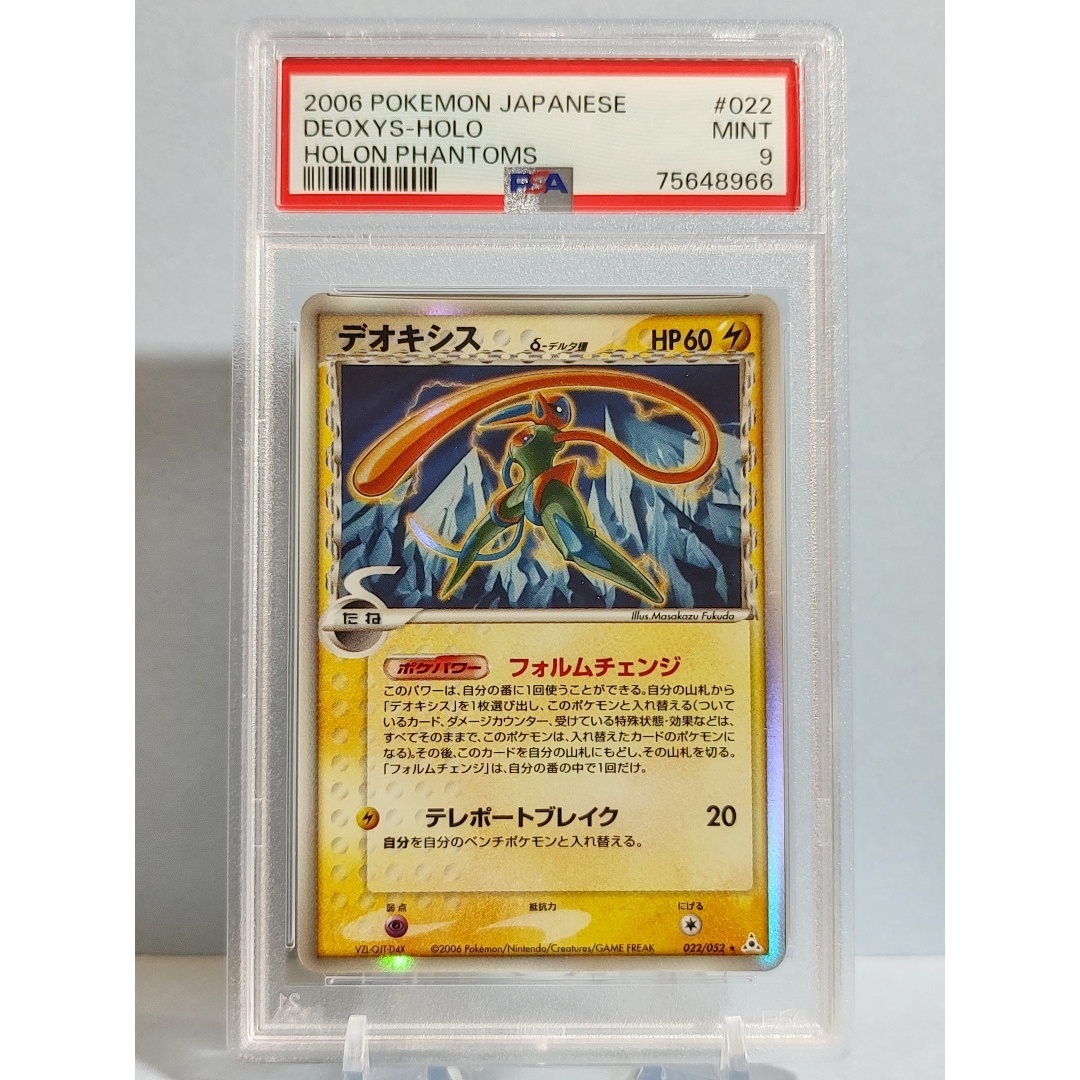 2006 POKEMON JAPANESE #022
DEOXYS-HOLO MINT
HOLON PHANTOMS 9
PSA 75648966
デオキシス δ-デルタ種 HP60
Illus.Masakazu Fukuda
たね
ポケパワー フォルムチェンジ
このパワーは、自分の番に1回使うことができる。自分の山札から
「デオキシス」を1枚選び出し、このポケモンと入れ替える(ついて
いるカード、ダメージカウンター、受けている特殊状態・効果などは、
すべてそのままで、このポケモンは、入れ替えたカードのポケモンに
なる)。その後、このカードを自分の山札にもどし、その山札を切る。
「フォルムチェンジ」は、自分の番の中で1回だけ。
テレポートブレイク 20
自分を自分のベンチポケモンと入れ替える。
弱点 抵抗力 にげる
VZL-QJT-D4X ©2006 Pokémon/Nintendo/Creatures/GAME FREAK 022/052 ★